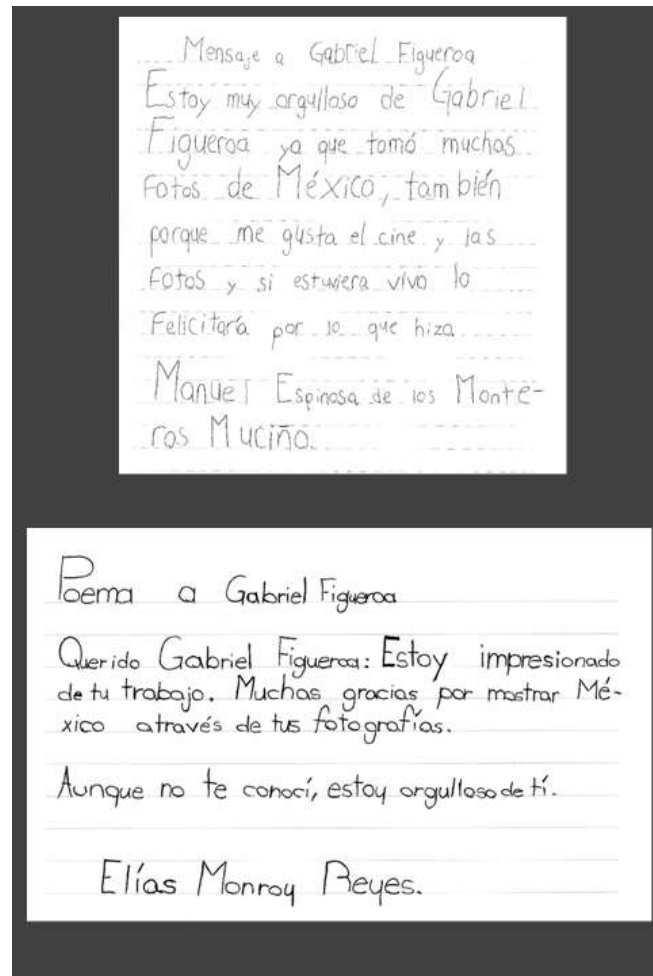 Mensaje a Gabriel Figueroa
Estoy muy orgulloso de Gabriel
Figueroa ya que tomó muchas
Fotos de México, también
porque me gusta el cine y las
Fotos y si estuviera vivo lo
Felicitaría por lo que hizo.
Manuel Espinosa de los Monte-
ros Muciño.
Poema a Gabriel Figueroa
Querido Gabriel Figueroa: Estoy impresionado
de tu trabajo. Muchas gracias por mostrar Mé-
xico através de tus fotografías.
Aunque no te conocí, estoy orgulloso de tí.
Elías Monroy Reyes.